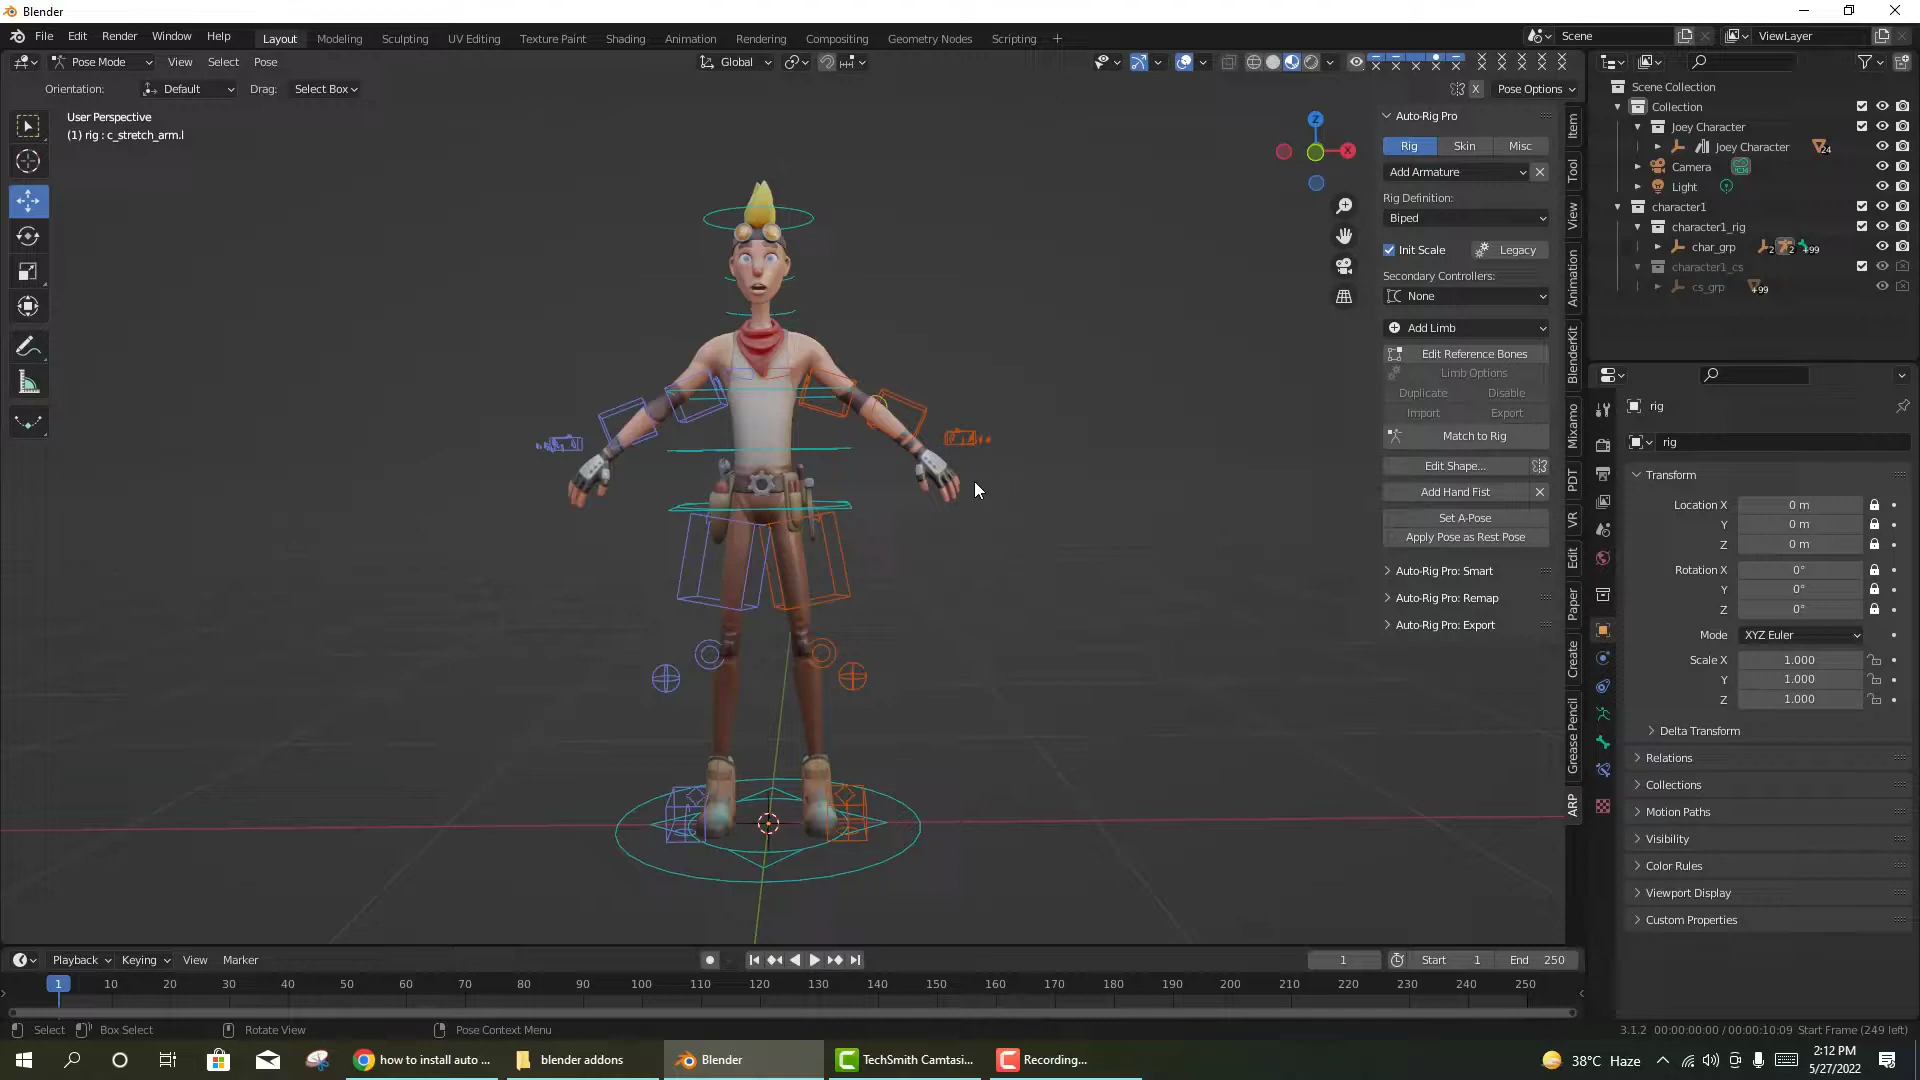 Blender
File Edit Render Window Help
Layout Modeling Sculpting UV Editing Texture Paint Shading Animation Rendering Compositing Geometry Nodes Scripting
Scene
ViewLayer
Pose Mode View Select Pose
Global
Orientation: Default Drag: Select Box
X Pose Options
User Perspective
(1) rig : c_stretch_arm.l
Z
X
Auto-Rig Pro
Rig Skin Misc
Add Armature
Rig Definition:
Biped
Init Scale Legacy
Secondary Controllers:
None
Add Limb
Edit Reference Bones
Limb Options
Duplicate Disable
Import Export
Match to Rig
Edit Shape...
Add Hand Fist
Set A-Pose
Apply Pose as Rest Pose
Auto-Rig Pro: Smart
Auto-Rig Pro: Remap
Auto-Rig Pro: Export
Item
Tool
View
Animation
BlenderKit
Mixamo
PDT
VR
Edit
Paper
Create
Grease Pencil
ARP
Scene Collection
Collection
Joey Character
Joey Character 24
Camera
Light
character1
character1_rig
char_grp 2 2 +99
character1_cs
cs_grp +99
rig
rig
Transform
Location X 0 m
Y 0 m
Z 0 m
Rotation X 0°
Y 0°
Z 0°
Mode XYZ Euler
Scale X 1.000
Y 1.000
Z 1.000
Delta Transform
Relations
Collections
Motion Paths
Visibility
Color Rules
Viewport Display
Custom Properties
Playback Keying View Marker
1 Start 1 End 250
1 10 20 30 40 50 60 70 80 90 100 110 120 130 140 150 160 170 180 190 200 210 220 230 240 250
Select Box Select Rotate View Pose Context Menu
3.1.2 00:00:00:00 / 00:00:10:09 Start Frame (249 left)
how to install auto ...
blender addons
Blender
TechSmith Camtasi...
Recording...
38°C Haze
2:12 PM
5/27/2022